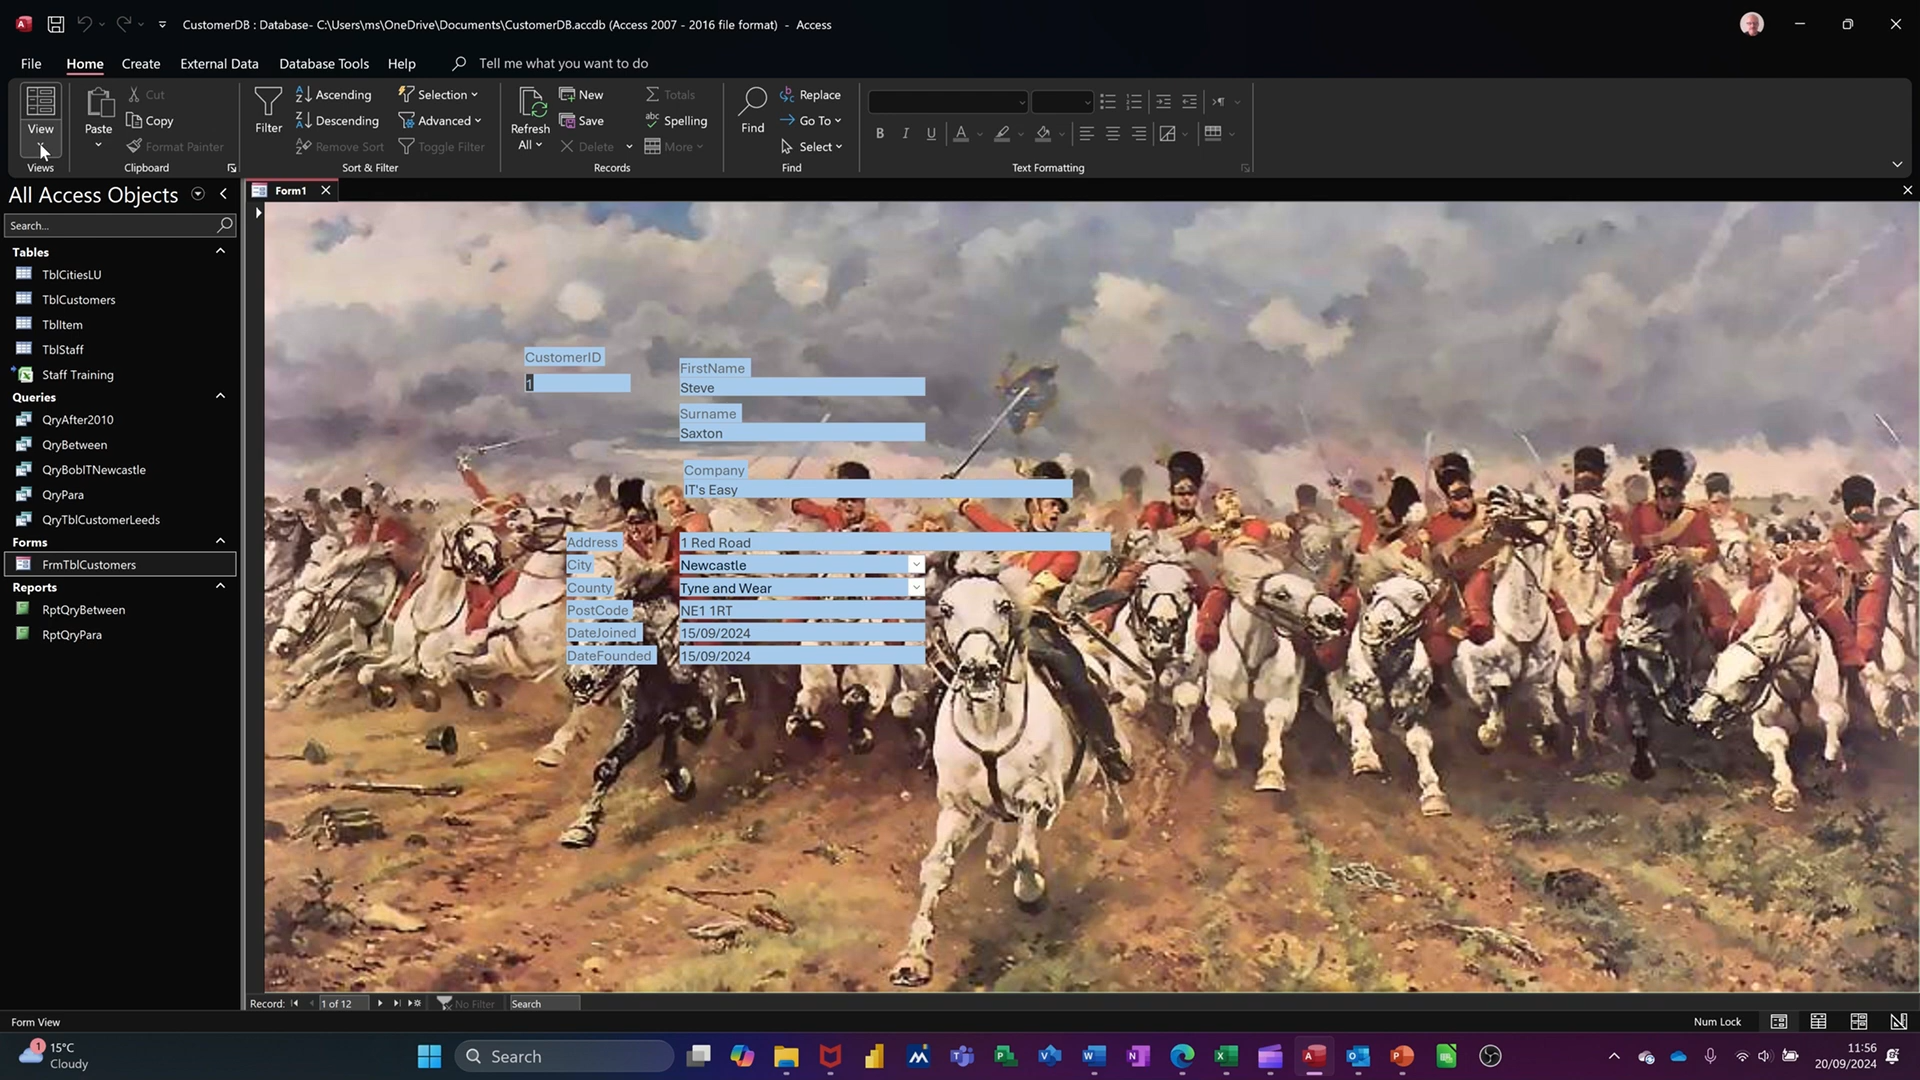 CustomerDB : Database- C:\Users\ms\OneDrive\Documents\CustomerDB.accdb (Access 2007 - 2016 file format) - Access
File Home Create External Data Database Tools Help Tell me what you want to do
View
Views
Paste
Cut
Copy
Format Painter
Clipboard
Filter
Ascending
Descending
Remove Sort
Selection
Advanced
Toggle Filter
Sort & Filter
Refresh
All
New
Save
Delete
Totals
Spelling
More
Records
Find
Replace
Go To
Select
Find
Text Formatting
All Access Objects
Search...
Tables
TblCitiesLU
TblCustomers
TblItem
TblStaff
Staff Training
Queries
QryAfter2010
QryBetween
QryBobITNewcastle
QryPara
QryTblCustomerLeeds
Forms
FrmTblCustomers
Reports
RptQryBetween
RptQryPara
Form1
CustomerID
1
FirstName
Steve
Surname
Saxton
Company
IT's Easy
Address 1 Red Road
City Newcastle
County Tyne and Wear
PostCode NE1 1RT
DateJoined 15/09/2024
DateFounded 15/09/2024
Record: 1 of 12 No Filter Search
Form View
Num Lock
1
15°C
Cloudy
Search
11:56
20/09/2024